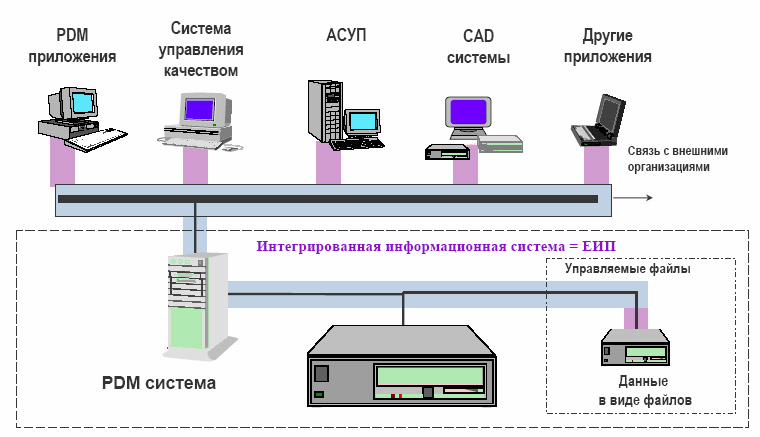 PDM
приложения
Система
управления
качеством
АСУП
CAD
системы
Другие
приложения
Связь с внешними
организациями
Интегрированная информационная система = ЕИП
Управляемые файлы
PDM система
Данные
в виде файлов